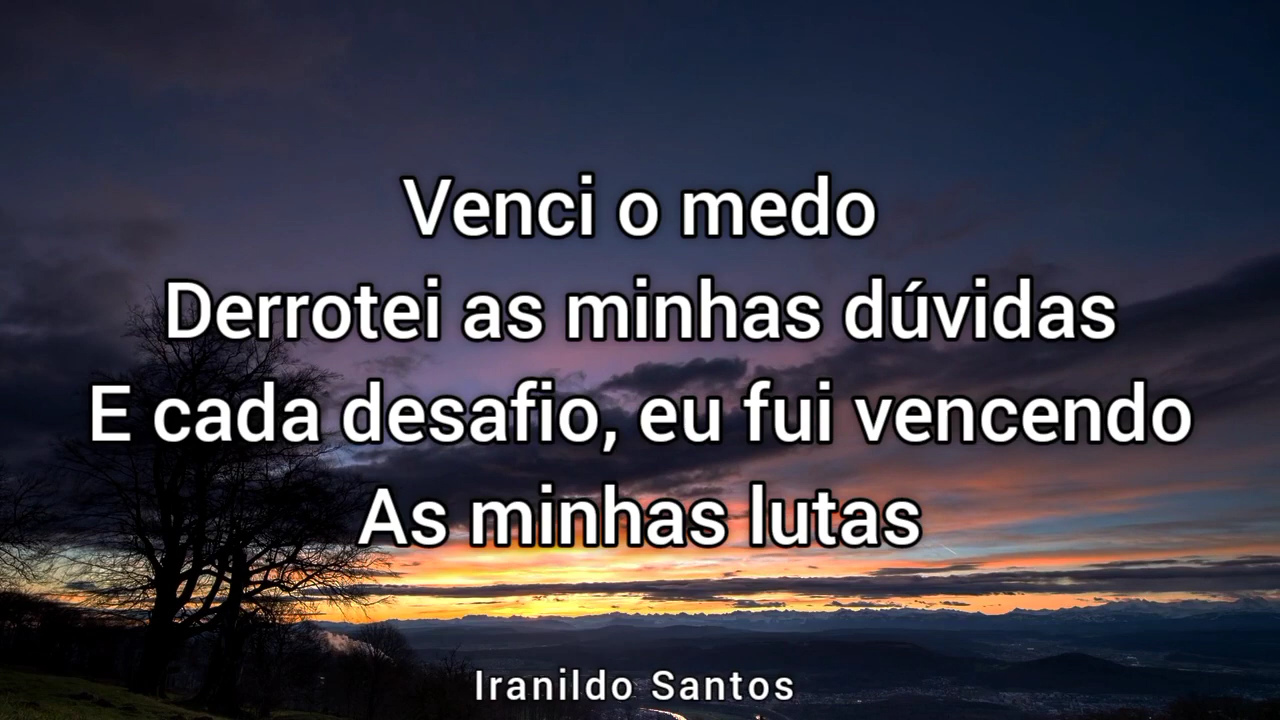 Venci o medo
Derrotei as minhas dúvidas
E cada desafio, eu fui vencendo
As minhas lutas
Iranildo Santos